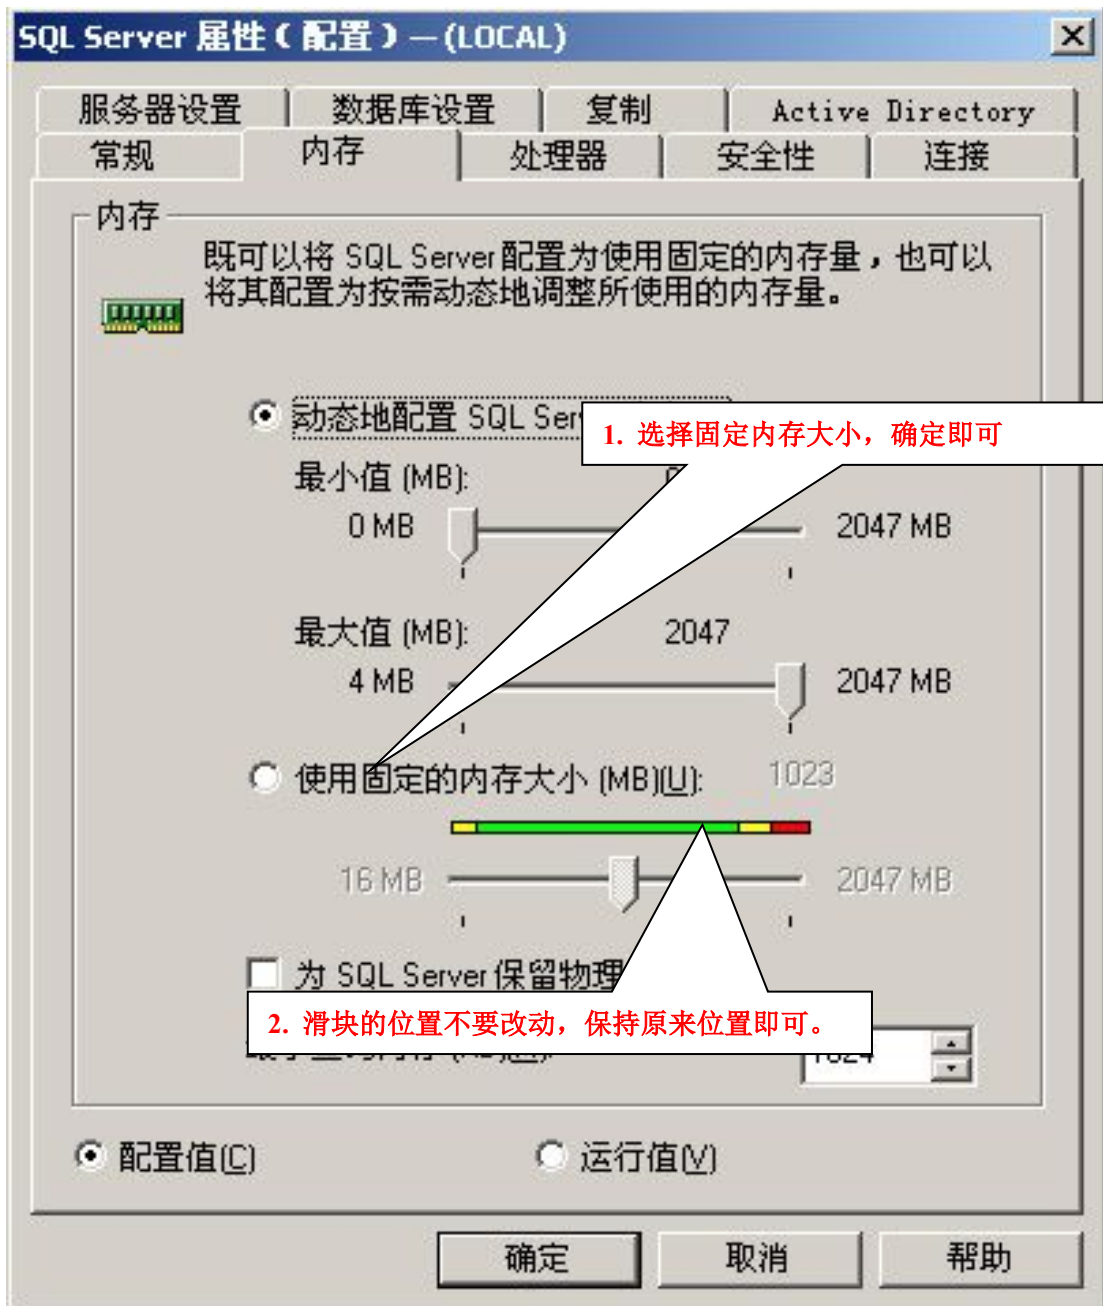 SQL Server 属性（配置）—(LOCAL)
服务器设置 数据库设置 复制 Active Directory
常规 内存 处理器 安全性 连接
内存
既可以将 SQL Server 配置为使用固定的内存量，也可以
将其配置为按需动态地调整所使用的内存量。
动态地配置 SQL
1. 选择固定内存大小，确定即可
最小值 (MB):
0 MB 2047 MB
最大值 (MB): 2047
4 MB 2047 MB
使用固定的内存大小 (MB)(U): 1023
16 MB 2047 MB
为 SQL Server 保留物理
2. 滑块的位置不要改动，保持原来位置即可。
1024
配置值(C) 运行值(V)
确定 取消 帮助